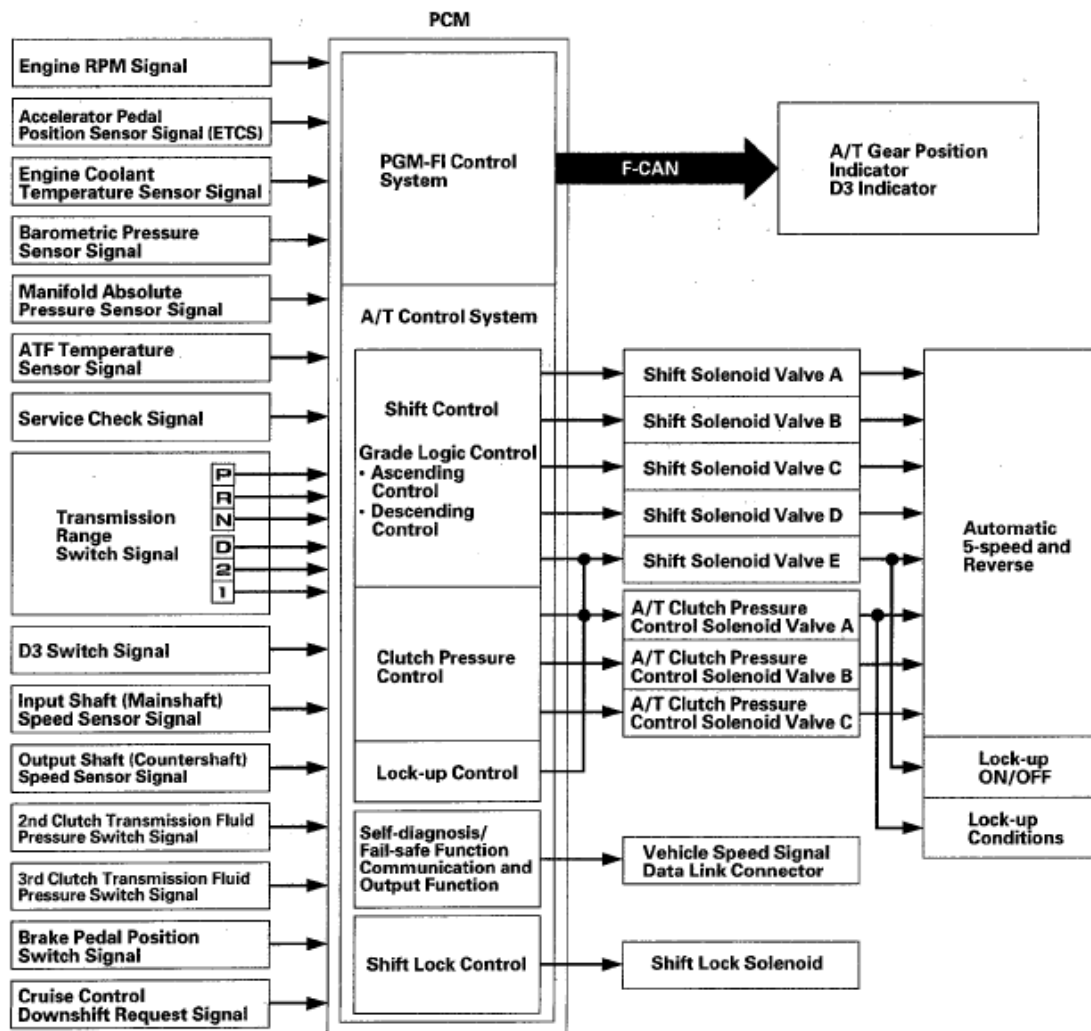 PCM
Engine RPM Signal
Accelerator Pedal
Position Sensor Signal (ETCS)
Engine Coolant
Temperature Sensor Signal
Barometric Pressure
Sensor Signal
Manifold Absolute
Pressure Sensor Signal
ATF Temperature
Sensor Signal
Service Check Signal
Transmission
Range
Switch Signal
P
R
N
D
2
1
D3 Switch Signal
Input Shaft (Mainshaft)
Speed Sensor Signal
Output Shaft (Countershaft)
Speed Sensor Signal
2nd Clutch Transmission Fluid
Pressure Switch Signal
3rd Clutch Transmission Fluid
Pressure Switch Signal
Brake Pedal Position
Switch Signal
Cruise Control
Downshift Request Signal
PGM-FI Control
System
A/T Control System
Shift Control
Grade Logic Control
• Ascending
Control
• Descending
Control
Clutch Pressure
Control
Lock-up Control
Self-diagnosis/
Fail-safe Function
Communication and
Output Function
Shift Lock Control
F-CAN
A/T Gear Position
Indicator
D3 Indicator
Shift Solenoid Valve A
Shift Solenoid Valve B
Shift Solenoid Valve C
Shift Solenoid Valve D
Shift Solenoid Valve E
A/T Clutch Pressure
Control Solenoid Valve A
A/T Clutch Pressure
Control Solenoid Valve B
A/T Clutch Pressure
Control Solenoid Valve C
Vehicle Speed Signal
Data Link Connector
Shift Lock Solenoid
Automatic
5-speed and
Reverse
Lock-up
ON/OFF
Lock-up
Conditions